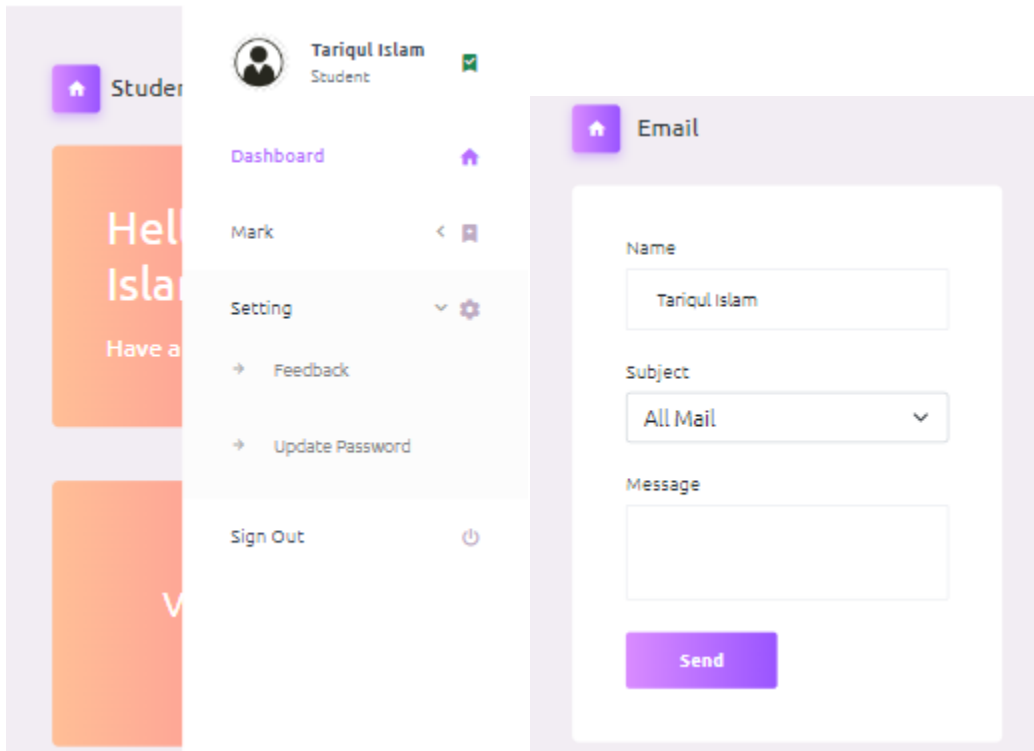 Studen
Hell
Islan
Have a
V
Tariqul Islam
Student
Dashboard
Mark
Setting
Feedback
Update Password
Sign Out
Email
Name
Tariqul Islam
Subject
All Mail
Message
Send